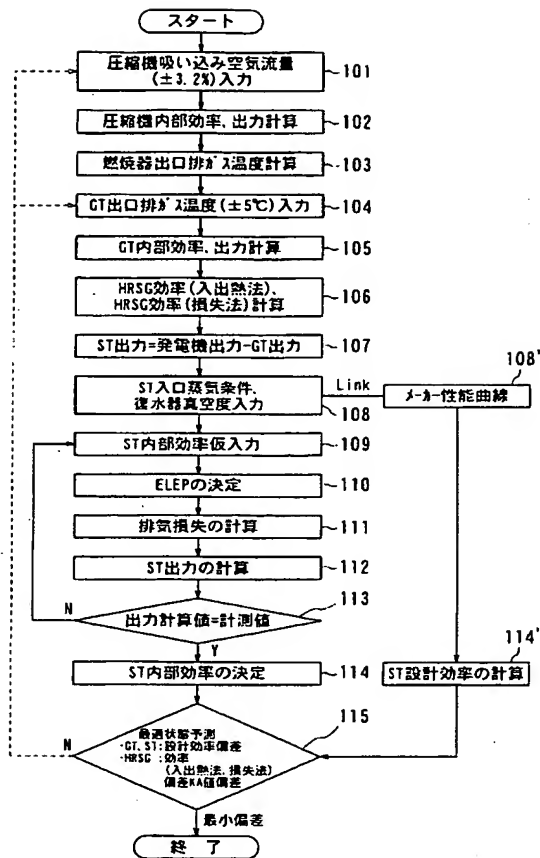 スタート
圧縮機吸い込み空気流量
(±3.2%)入力
101
圧縮機内部効率、出力計算
102
燃焼器出口排ガス温度計算
103
GT出口排ガス温度(±5℃)入力
104
GT内部効率、出力計算
105
HRSG効率(入出熱法)、
HRSG効率(損失法)計算
106
ST出力=発電機出力-GT出力
107
ST入口蒸気条件、
復水器真空度入力
108
Link
メーカー性能曲線
108'
ST内部効率仮入力
109
ELEPの決定
110
排気損失の計算
111
ST出力の計算
112
出力計算値=計測値
113
N
Y
ST内部効率の決定
114
ST設計効率の計算
114'
最適状態予測
・GT、ST:設計効率偏差
・HRSG :効率
(入出熱法、損失法)
偏差KA値偏差
115
N
最小偏差
終了